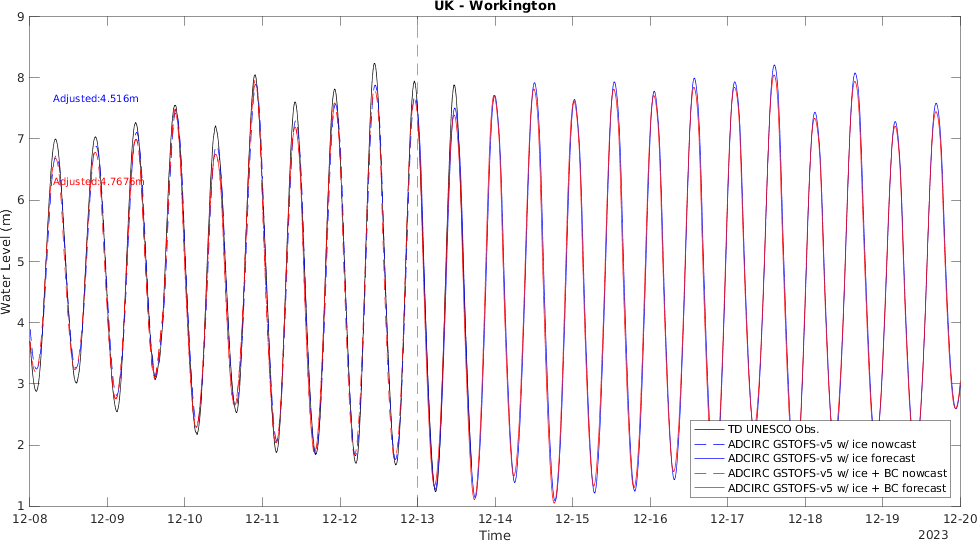 UK - Workington
9
8
7
6
5
4
3
2
1
Water Level (m)
Adjusted:4.516m
Adjusted:4.7676m
TD UNESCO Obs.
ADCIRC GSTOFS-v5 w/ ice nowcast
ADCIRC GSTOFS-v5 w/ ice forecast
ADCIRC GSTOFS-v5 w/ ice + BC nowcast
ADCIRC GSTOFS-v5 w/ ice + BC forecast
12-08 12-09 12-10 12-11 12-12 12-13 12-14 12-15 12-16 12-17 12-18 12-19 12-20
Time
2023